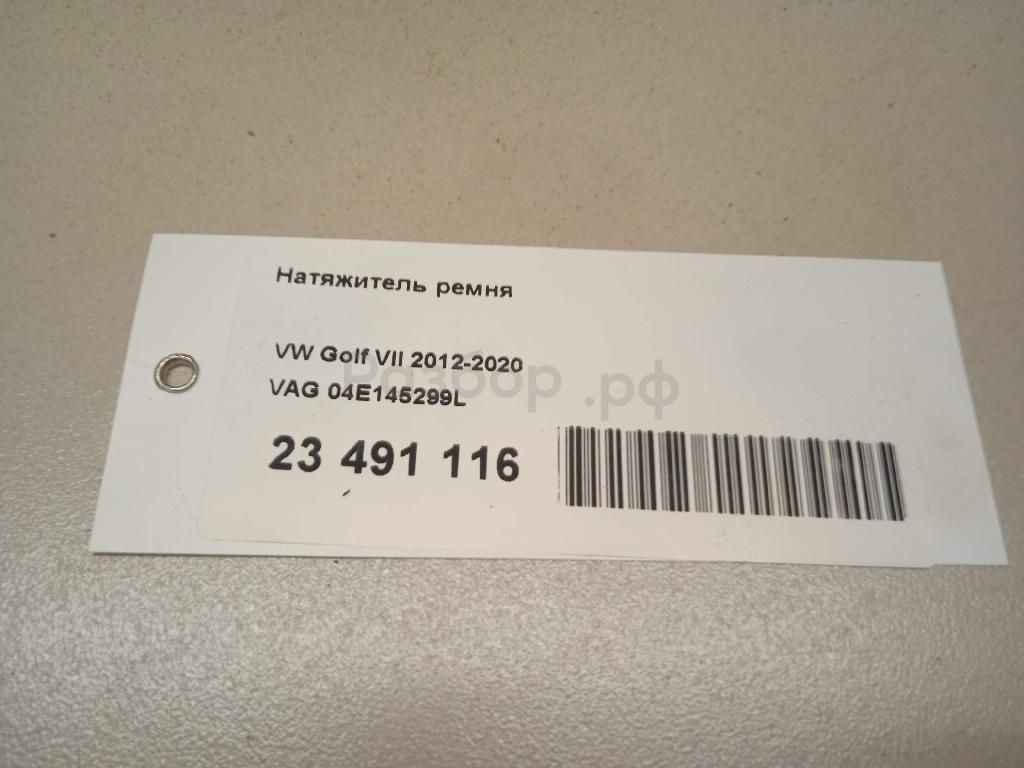 Натяжитель ремня
VW Golf VII 2012-2020
Разбор.рф
VAG 04E145299L
23 491 116